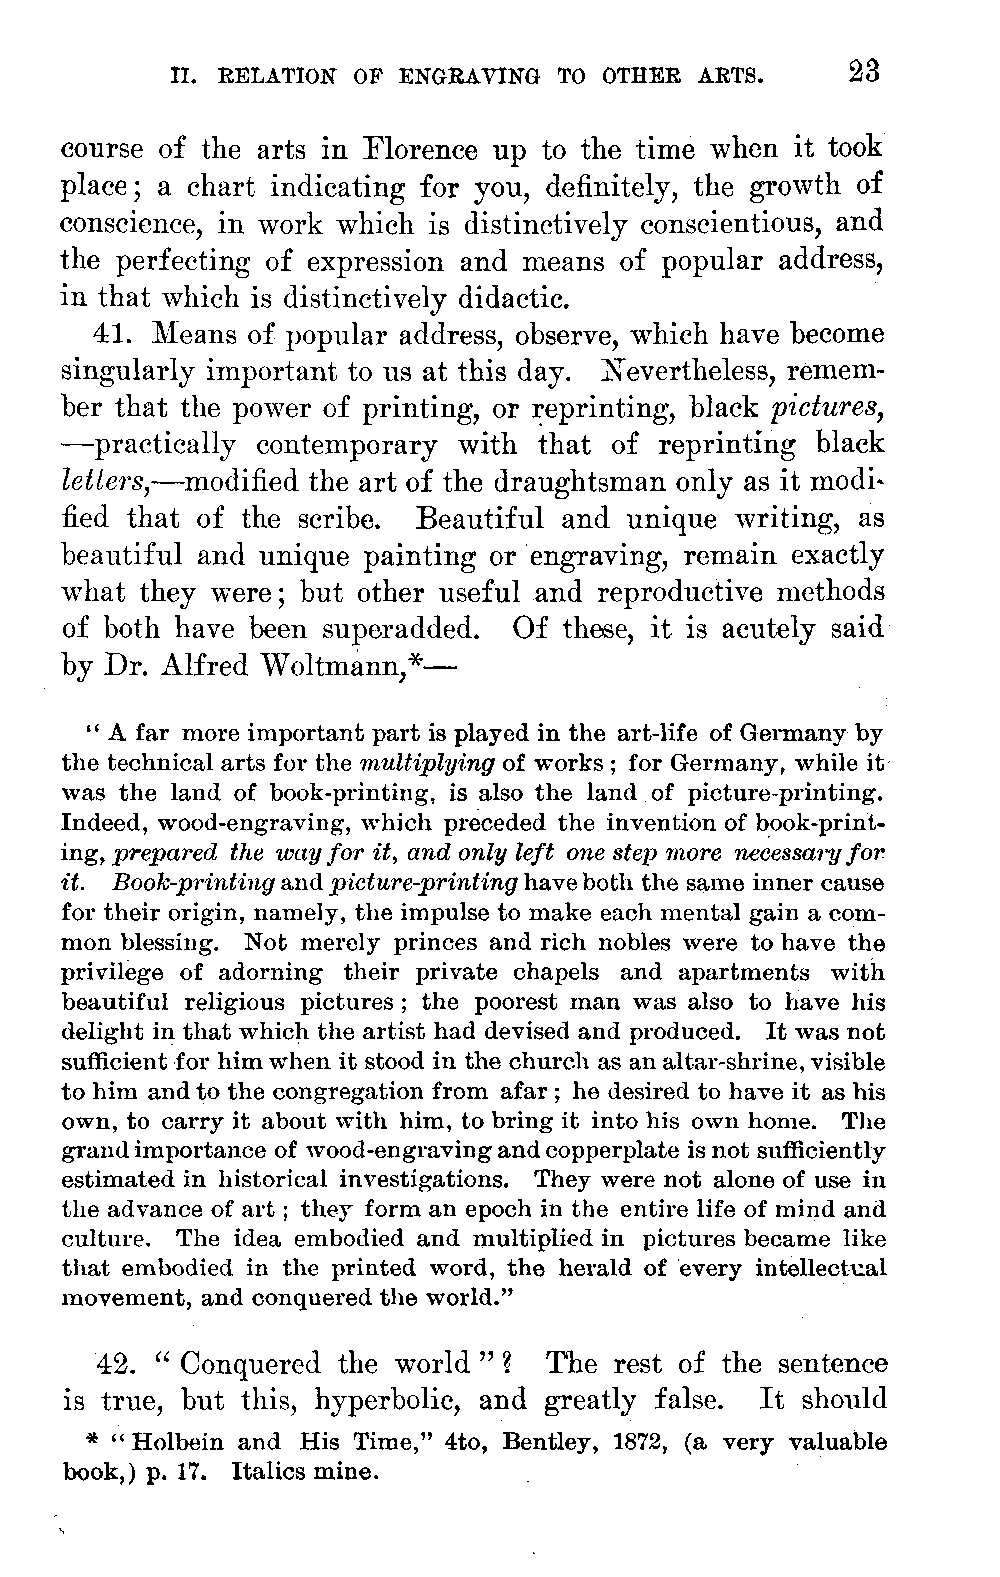 II. RELATION OF ENGRAVING TO OTHER ARTS. 23
course of the arts in Florence up to the time when it took
place; a chart indicating for you, definitely, the growth of
conscience, in work which is distinctively conscientious, and
the perfecting of expression and means of popular address,
in that which is distinctively didactic.
41. Means of popular address, observe, which have become
singularly important to us at this day. Nevertheless, remem-
ber that the power of printing, or reprinting, black pictures,
—practically contemporary with that of reprinting black
letters,—modified the art of the draughtsman only as it modi-
fied that of the scribe. Beautiful and unique writing, as
beautiful and unique painting or engraving, remain exactly
what they were; but other useful and reproductive methods
of both have been superadded. Of these, it is acutely said
by Dr. Alfred Woltmann,*—
“A far more important part is played in the art-life of Germany by
the technical arts for the multiplying of works; for Germany, while it
was the land of book-printing, is also the land of picture-printing.
Indeed, wood-engraving, which preceded the invention of book-print-
ing, prepared the way for it, and only left one step more necessary for
it. Book-printing and picture-printing have both the same inner cause
for their origin, namely, the impulse to make each mental gain a com-
mon blessing. Not merely princes and rich nobles were to have the
privilege of adorning their private chapels and apartments with
beautiful religious pictures; the poorest man was also to have his
delight in that which the artist had devised and produced. It was not
sufficient for him when it stood in the church as an altar-shrine, visible
to him and to the congregation from afar; he desired to have it as his
own, to carry it about with him, to bring it into his own home. The
grand importance of wood-engraving and copperplate is not sufficiently
estimated in historical investigations. They were not alone of use in
the advance of art; they form an epoch in the entire life of mind and
culture. The idea embodied and multiplied in pictures became like
that embodied in the printed word, the herald of every intellectual
movement, and conquered the world.”
42. “Conquered the world”? The rest of the sentence
is true, but this, hyperbolic, and greatly false. It should
* “Holbein and His Time,” 4to, Bentley, 1872, (a very valuable
book,) p. 17. Italics mine.